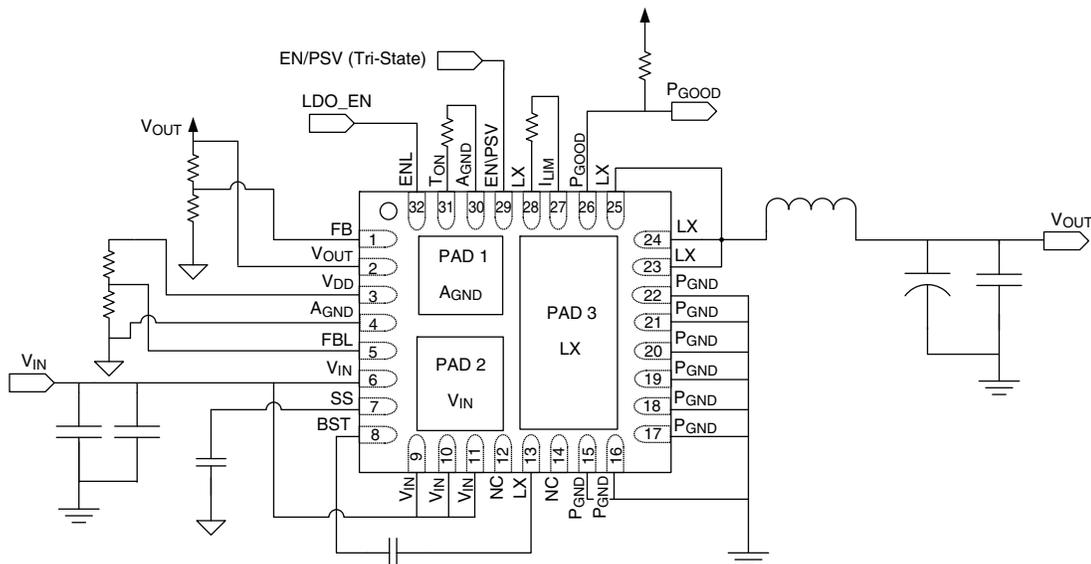 EN/PSV (Tri-State)
LDO_EN
PGOOD
VOUT
ENL
TON
AGND
EN\PSV
LX
ILIM
PGOOD
LX
32
31
30
29
28
27
26
25
FB
1
VOUT
2
VDD
3
AGND
4
FBL
5
VIN
VIN
6
SS
7
BST
8
PAD 1
AGND
PAD 2
VIN
PAD 3
LX
24
LX
23
LX
22
PGND
21
PGND
20
PGND
19
PGND
18
PGND
17
PGND
VOUT
9
10
11
12
13
14
15
16
VIN
VIN
VIN
NC
LX
NC
PGND
PGND